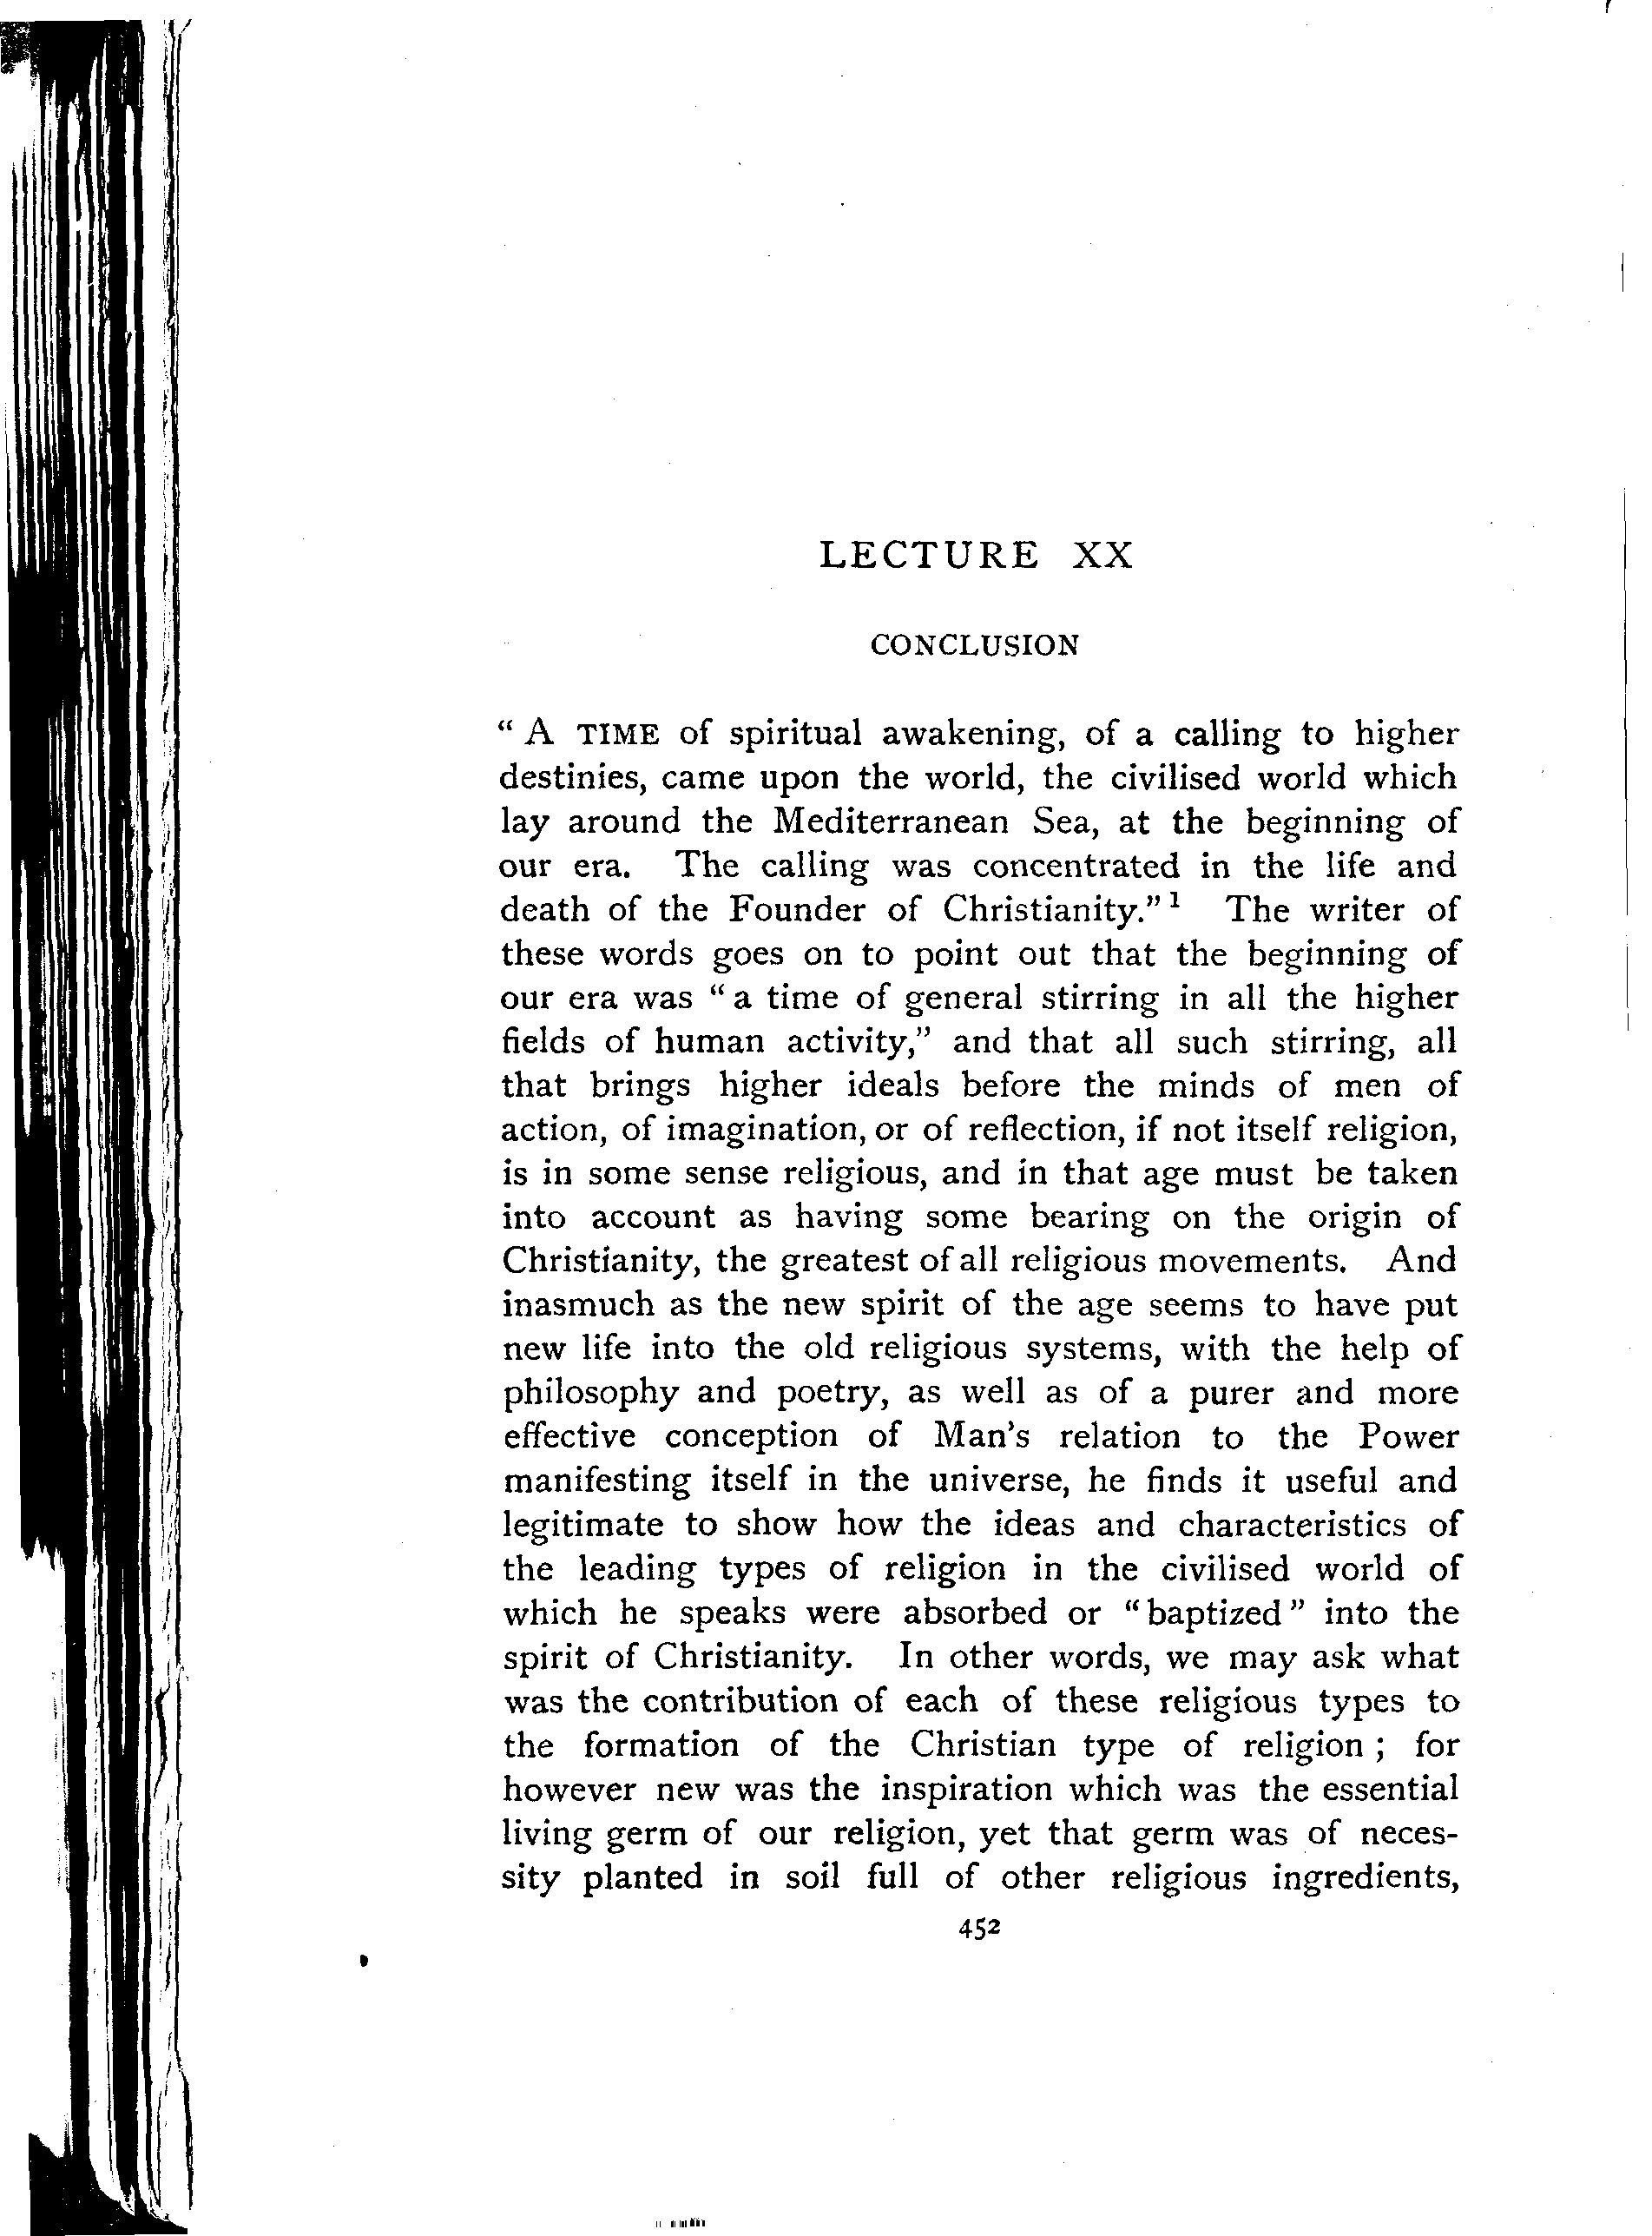 LECTURE XX
CONCLUSION
“ A TIME of spiritual awakening, of a calling to higher
destinies, came upon the world, the civilised world which
lay around the Mediterranean Sea, at the beginning of
our era. The calling was concentrated in the life and
death of the Founder of Christianity.” ¹ The writer of
these words goes on to point out that the beginning of
our era was “ a time of general stirring in all the higher
fields of human activity,” and that all such stirring, all
that brings higher ideals before the minds of men of
action, of imagination, or of reflection, if not itself religion,
is in some sense religious, and in that age must be taken
into account as having some bearing on the origin of
Christianity, the greatest of all religious movements. And
inasmuch as the new spirit of the age seems to have put
new life into the old religious systems, with the help of
philosophy and poetry, as well as of a purer and more
effective conception of Man's relation to the Power
manifesting itself in the universe, he finds it useful and
legitimate to show how the ideas and characteristics of
the leading types of religion in the civilised world of
which he speaks were absorbed or “ baptized ” into the
spirit of Christianity. In other words, we may ask what
was the contribution of each of these religious types to
the formation of the Christian type of religion ; for
however new was the inspiration which was the essential
living germ of our religion, yet that germ was of neces-
sity planted in soil full of other religious ingredients,
452